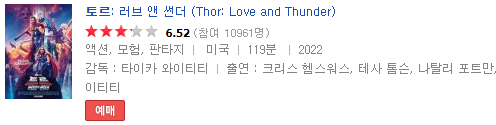 토르: 러브 앤 썬더 (Thor: Love and Thunder)
6.52 (참여 10961명)
액션, 모험, 판타지 | 미국 | 119분 | 2022
감독 : 타이카 와이티티 | 출연 : 크리스 헴스워스, 테사 톰슨, 나탈리 포트만,
이티티
예매